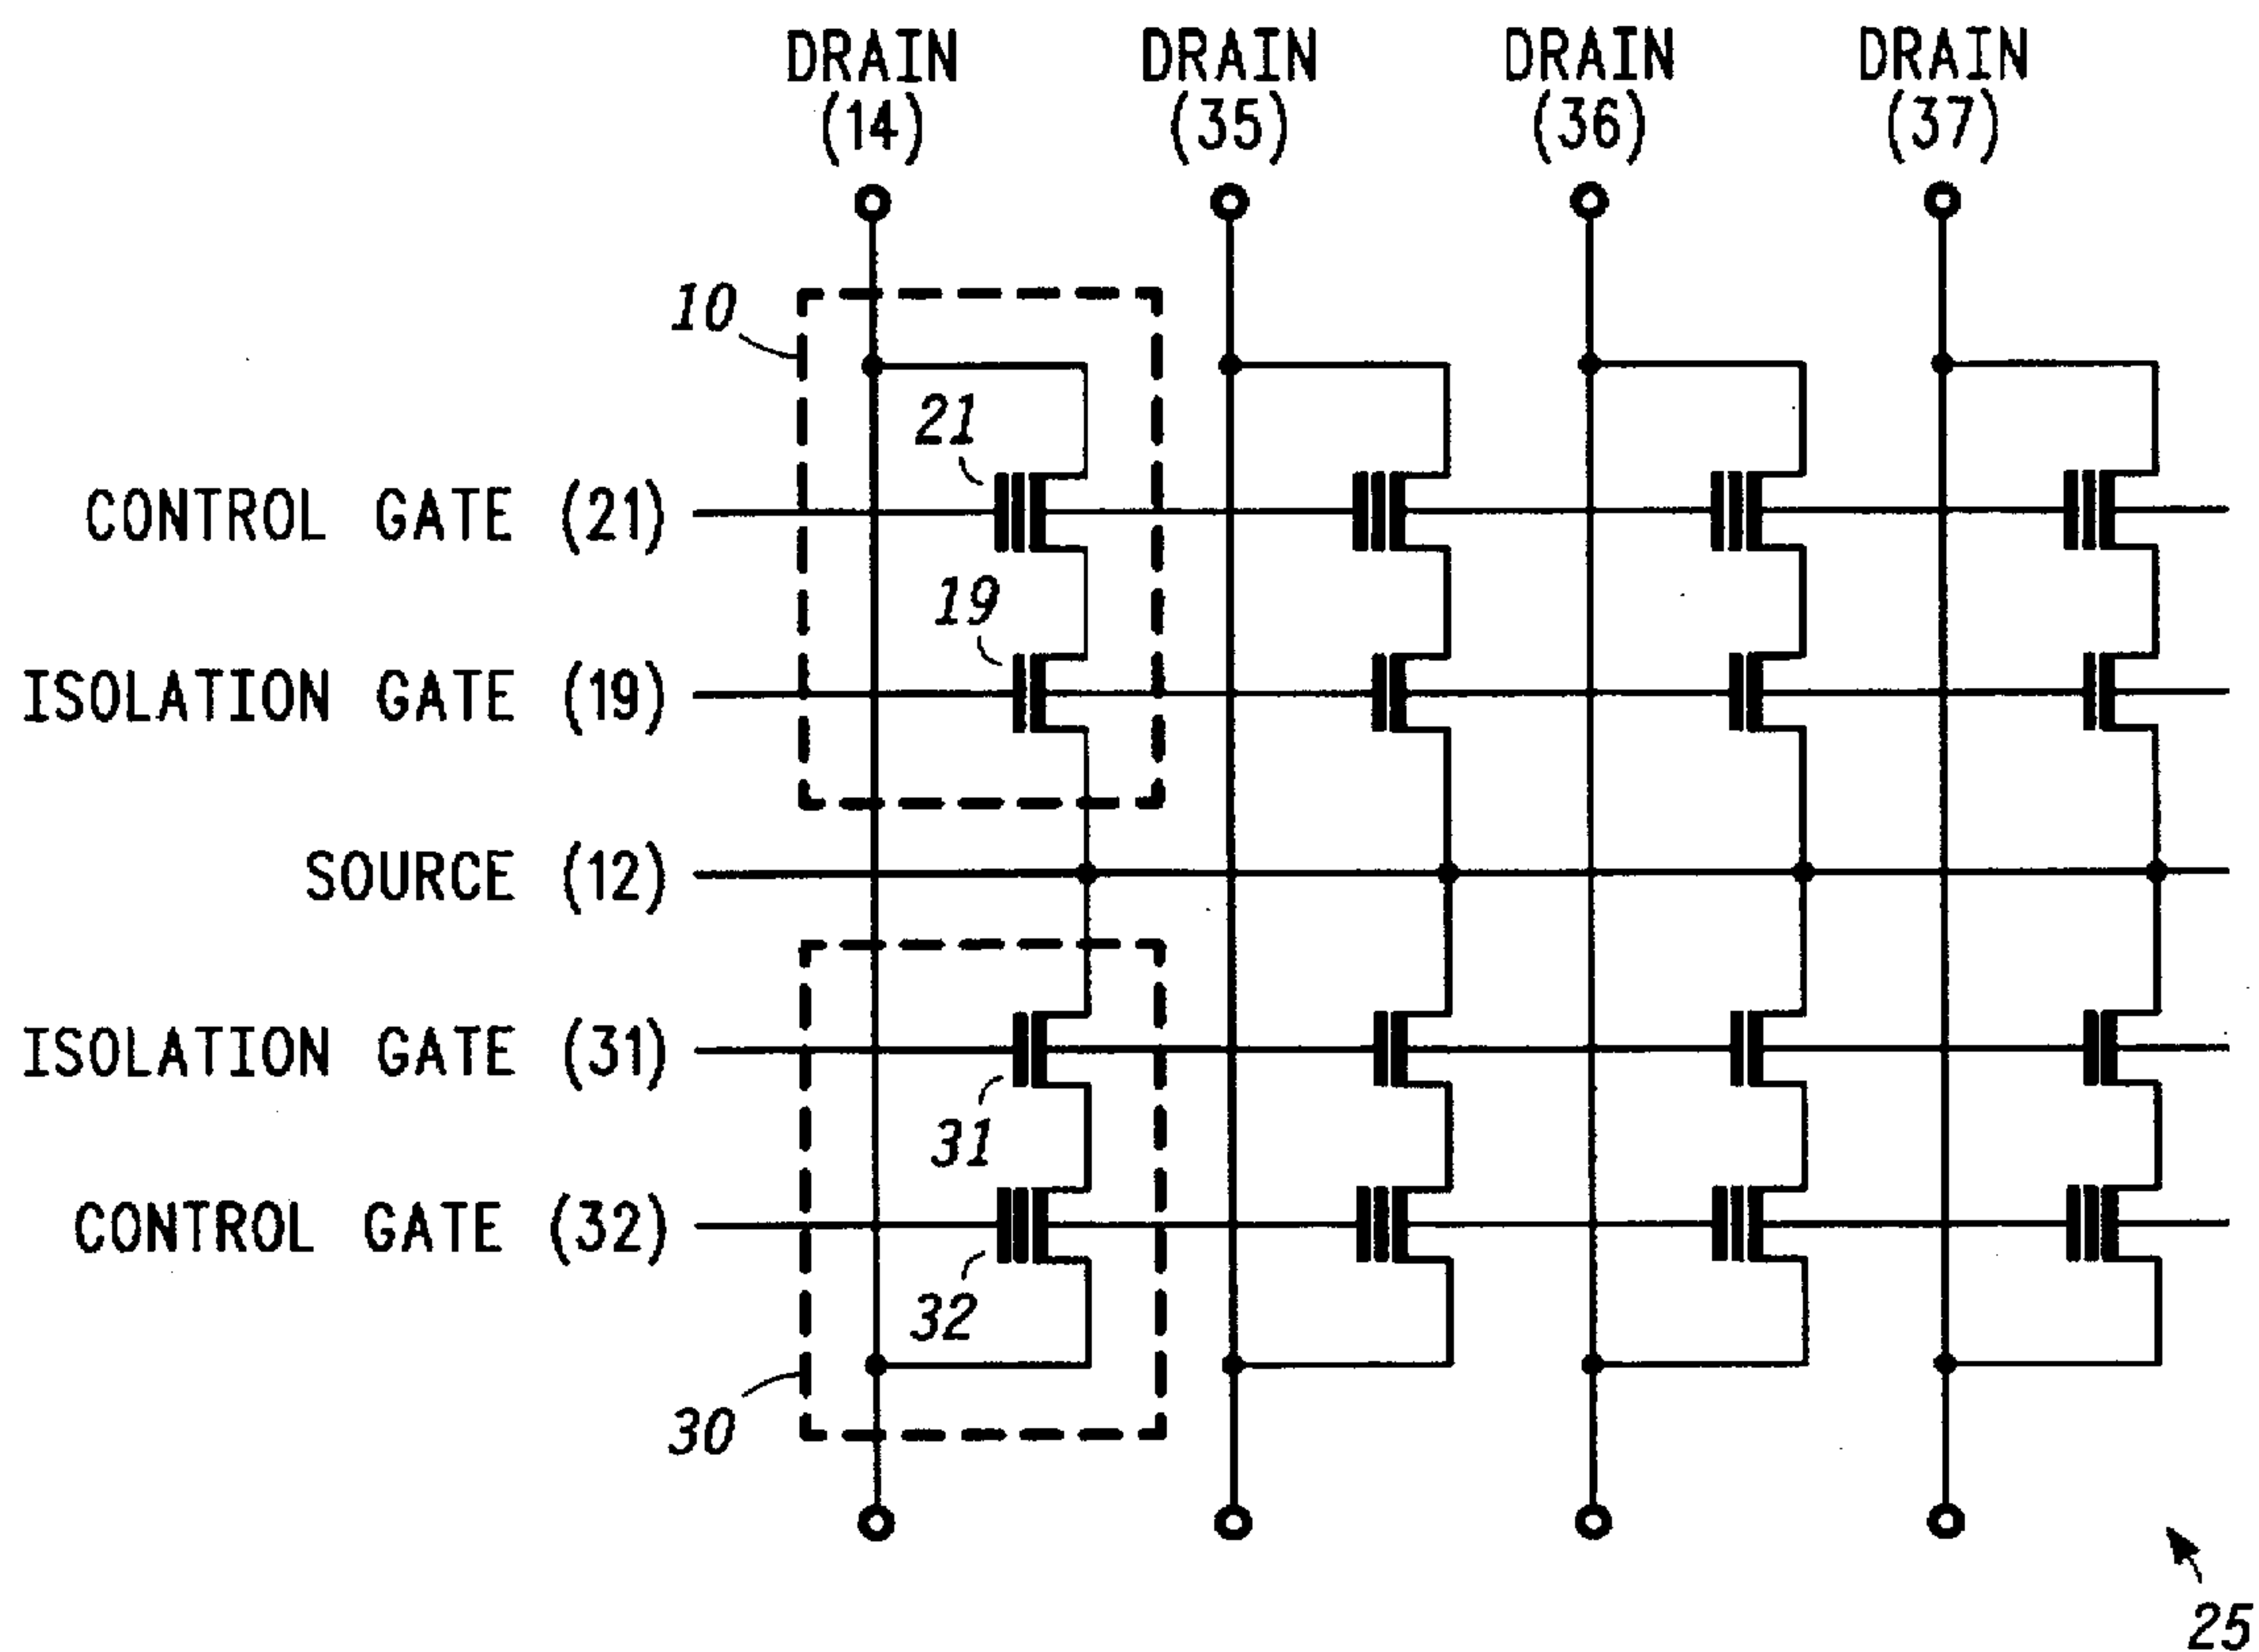 DRAIN DRAIN DRAIN DRAIN
(14) (35) (36) (37)
10
21
CONTROL GATE (21)
19
ISOLATION GATE (19)
SOURCE (12)
ISOLATION GATE (31)
31
CONTROL GATE (32)
32
30
25